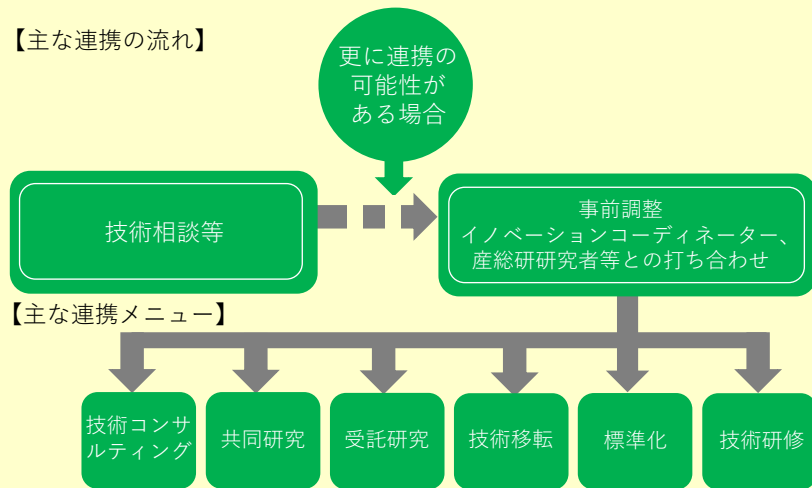 【主な連携の流れ】
更に連携の
可能性が
ある場合
技術相談等
事前調整
イノベーションコーディネーター、
産総研研究者等との打ち合わせ
【主な連携メニュー】
技術コンサ
ルティング
共同研究
受託研究
技術移転
標準化
技術研修